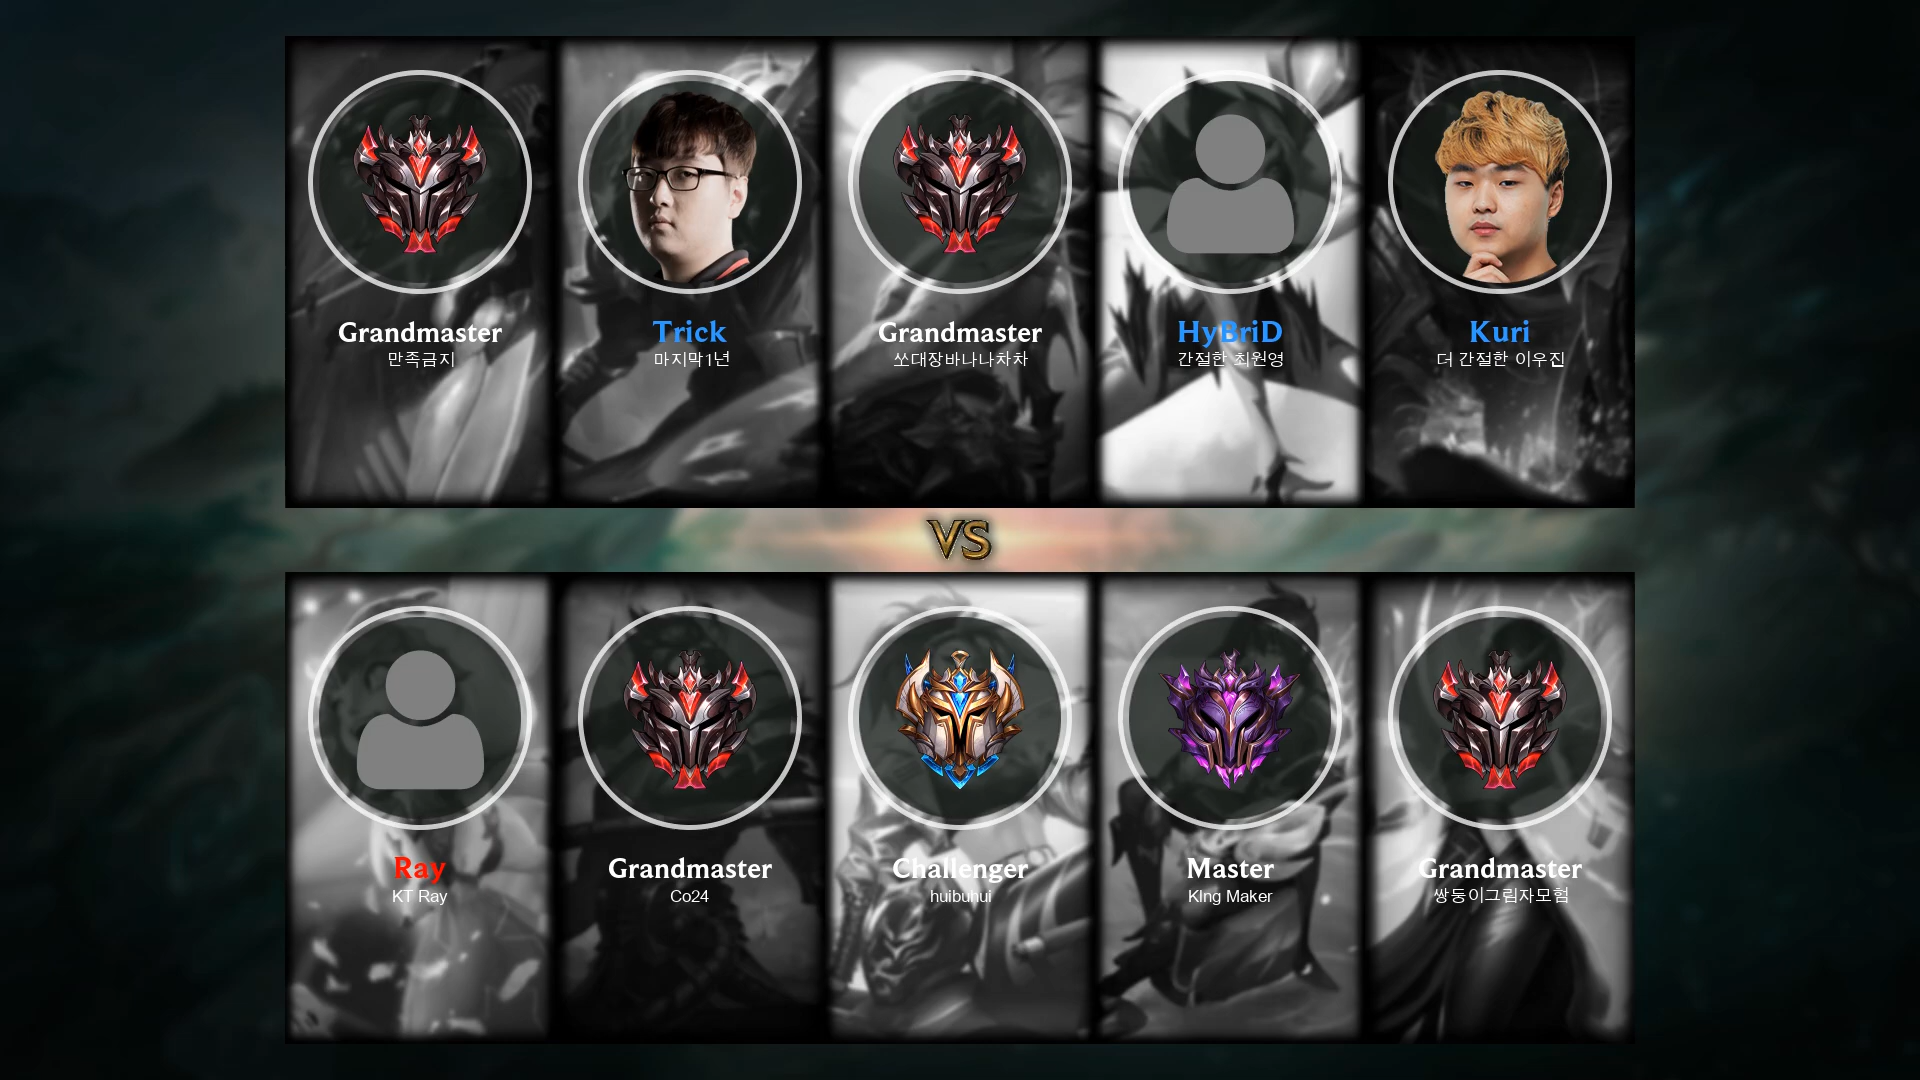 Grandmaster
만족금지
Trick
마지막1년
Grandmaster
쏘대장바나나차차
HyBriD
간절한 최원영
Kuri
더 간절한 이우진
VS
Ray
KT Ray
Grandmaster
Co24
Challenger
huibuhui
Master
KIng Maker
Grandmaster
쌍둥이그림자모험